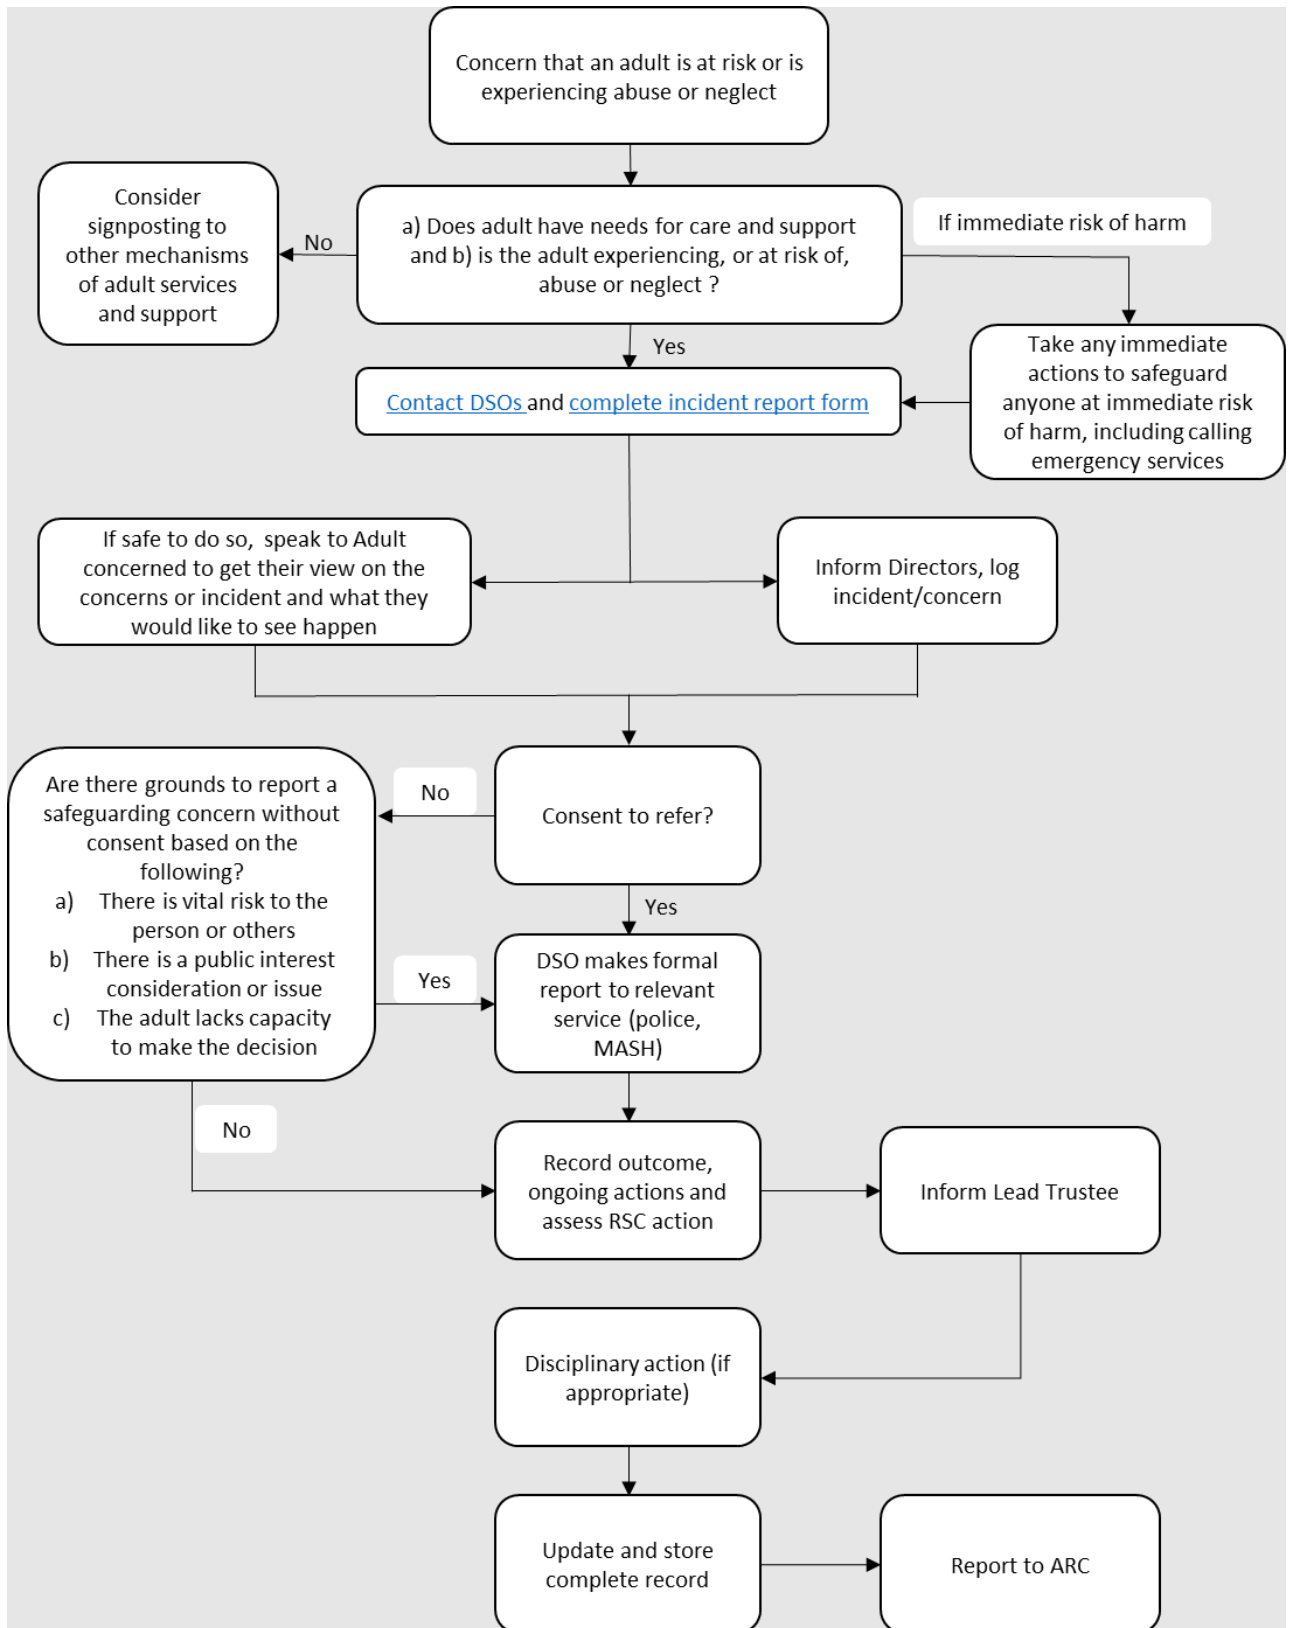 Concern that an adult is at risk or is
experiencing abuse or neglect
Consider
signposting to
other mechanisms
of adult services
and support
No
a) Does adult have needs for care and support
and b) is the adult experiencing, or at risk of,
abuse or neglect ?
If immediate risk of harm
Yes
Take any immediate
actions to safeguard
anyone at immediate risk
of harm, including calling
emergency services
Contact DSOs and complete incident report form
If safe to do so, speak to Adult
concerned to get their view on the
concerns or incident and what they
would like to see happen
Inform Directors, log
incident/concern
Consent to refer?
No
Are there grounds to report a
safeguarding concern without
consent based on the
following?
a) There is vital risk to the
person or others
b) There is a public interest
consideration or issue
c) The adult lacks capacity
to make the decision
Yes
Yes
DSO makes formal
report to relevant
service (police,
MASH)
No
Record outcome,
ongoing actions and
assess RSC action
Inform Lead Trustee
Disciplinary action (if
appropriate)
Update and store
complete record
Report to ARC